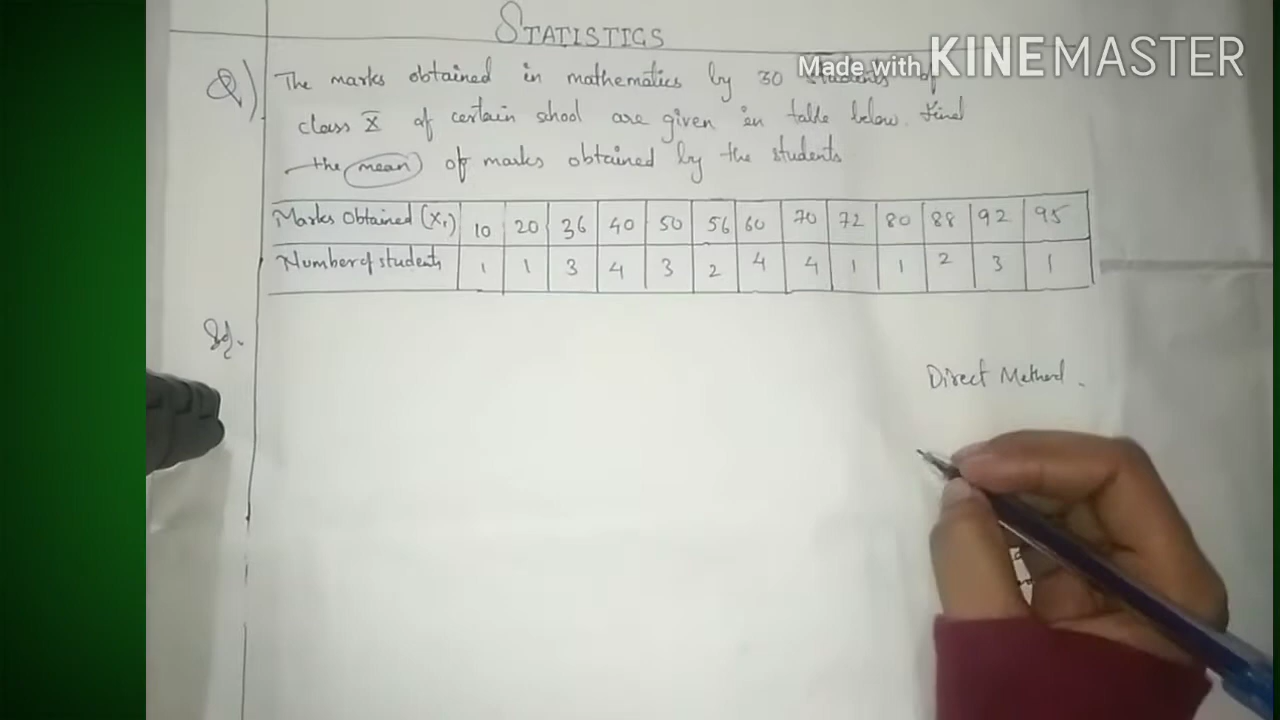 STATISTICS
Made with KINEMASTER
Q) The marks obtained in mathematics by 30 students of
class X of certain school are given in table below. Find
the mean of marks obtained by the students
Marks Obtained (X₁) 10 20 36 40 50 56 60 70 72 80 88 92 95
Number of students 1 1 3 4 3 2 4 4 1 1 2 3 1
Sol.
Direct Method.